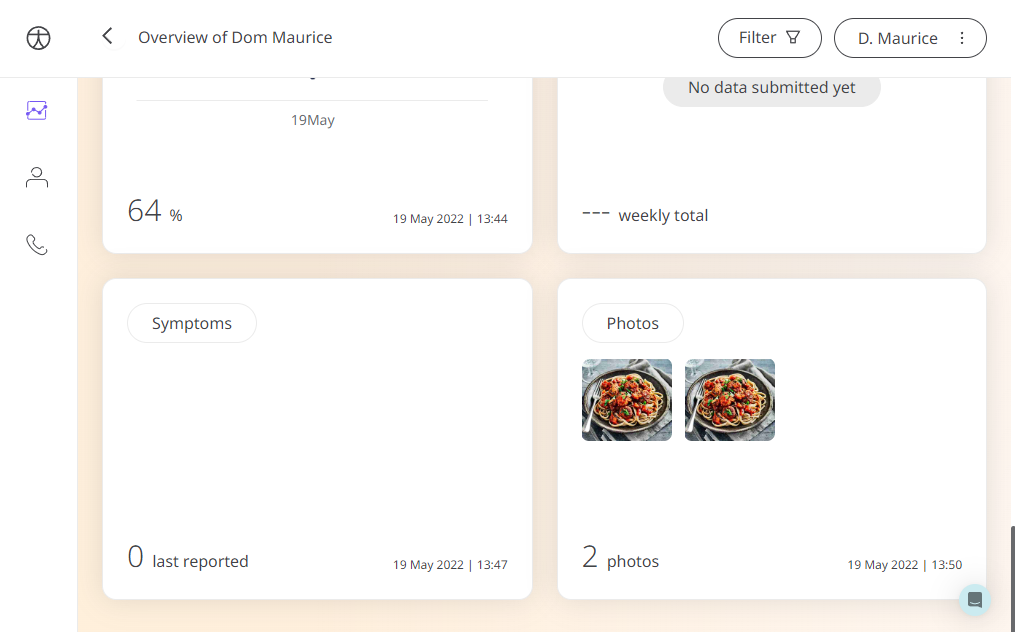 Overview of Dom Maurice
Filter
D. Maurice
19May
64 %
19 May 2022 | 13:44
No data submitted yet
--- weekly total
Symptoms
0 last reported
19 May 2022 | 13:47
Photos
2 photos
19 May 2022 | 13:50